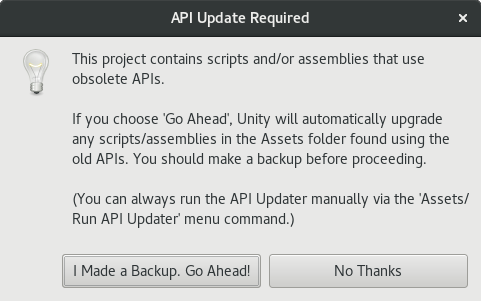 API Update Required
This project contains scripts and/or assemblies that use
obsolete APIs.
If you choose 'Go Ahead', Unity will automatically upgrade
any scripts/assemblies in the Assets folder found using the
old APIs. You should make a backup before proceeding.
(You can always run the API Updater manually via the 'Assets/
Run API Updater' menu command.)
I Made a Backup. Go Ahead!
No Thanks